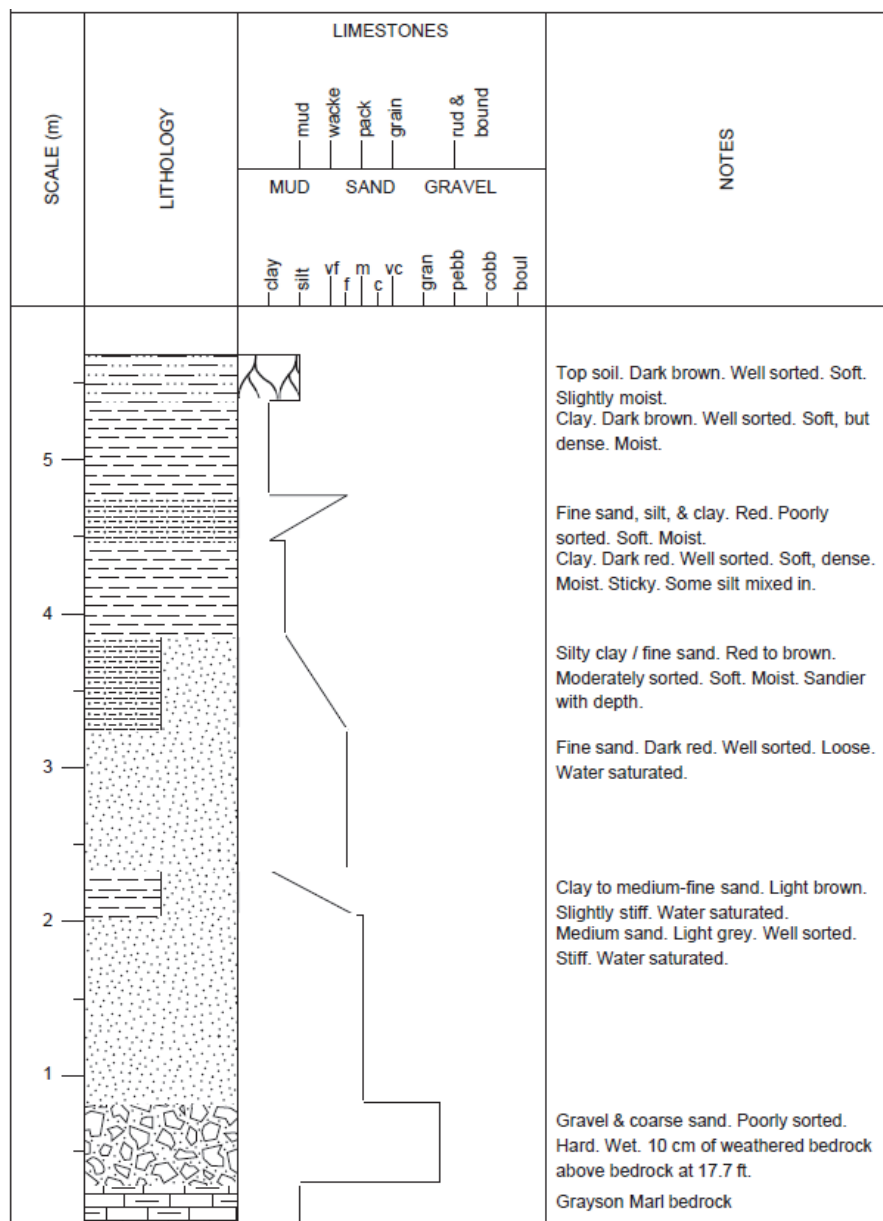 LIMESTONES
SCALE (m)
LITHOLOGY
mud
wacke
pack
grain
rud &
bound
NOTES
MUD SAND GRAVEL
clay
silt
vf
f
m
c
vc
gran
pebb
cobb
boul
Top soil. Dark brown. Well sorted. Soft.
Slightly moist.
Clay. Dark brown. Well sorted. Soft, but
dense. Moist.
5
Fine sand, silt, & clay. Red. Poorly
sorted. Soft. Moist.
Clay. Dark red. Well sorted. Soft, dense.
Moist. Sticky. Some silt mixed in.
4
Silty clay / fine sand. Red to brown.
Moderately sorted. Soft. Moist. Sandier
with depth.
3
Fine sand. Dark red. Well sorted. Loose.
Water saturated.
Clay to medium-fine sand. Light brown.
Slightly stiff. Water saturated.
2
Medium sand. Light grey. Well sorted.
Stiff. Water saturated.
1
Gravel & coarse sand. Poorly sorted.
Hard. Wet. 10 cm of weathered bedrock
above bedrock at 17.7 ft.
Grayson Marl bedrock